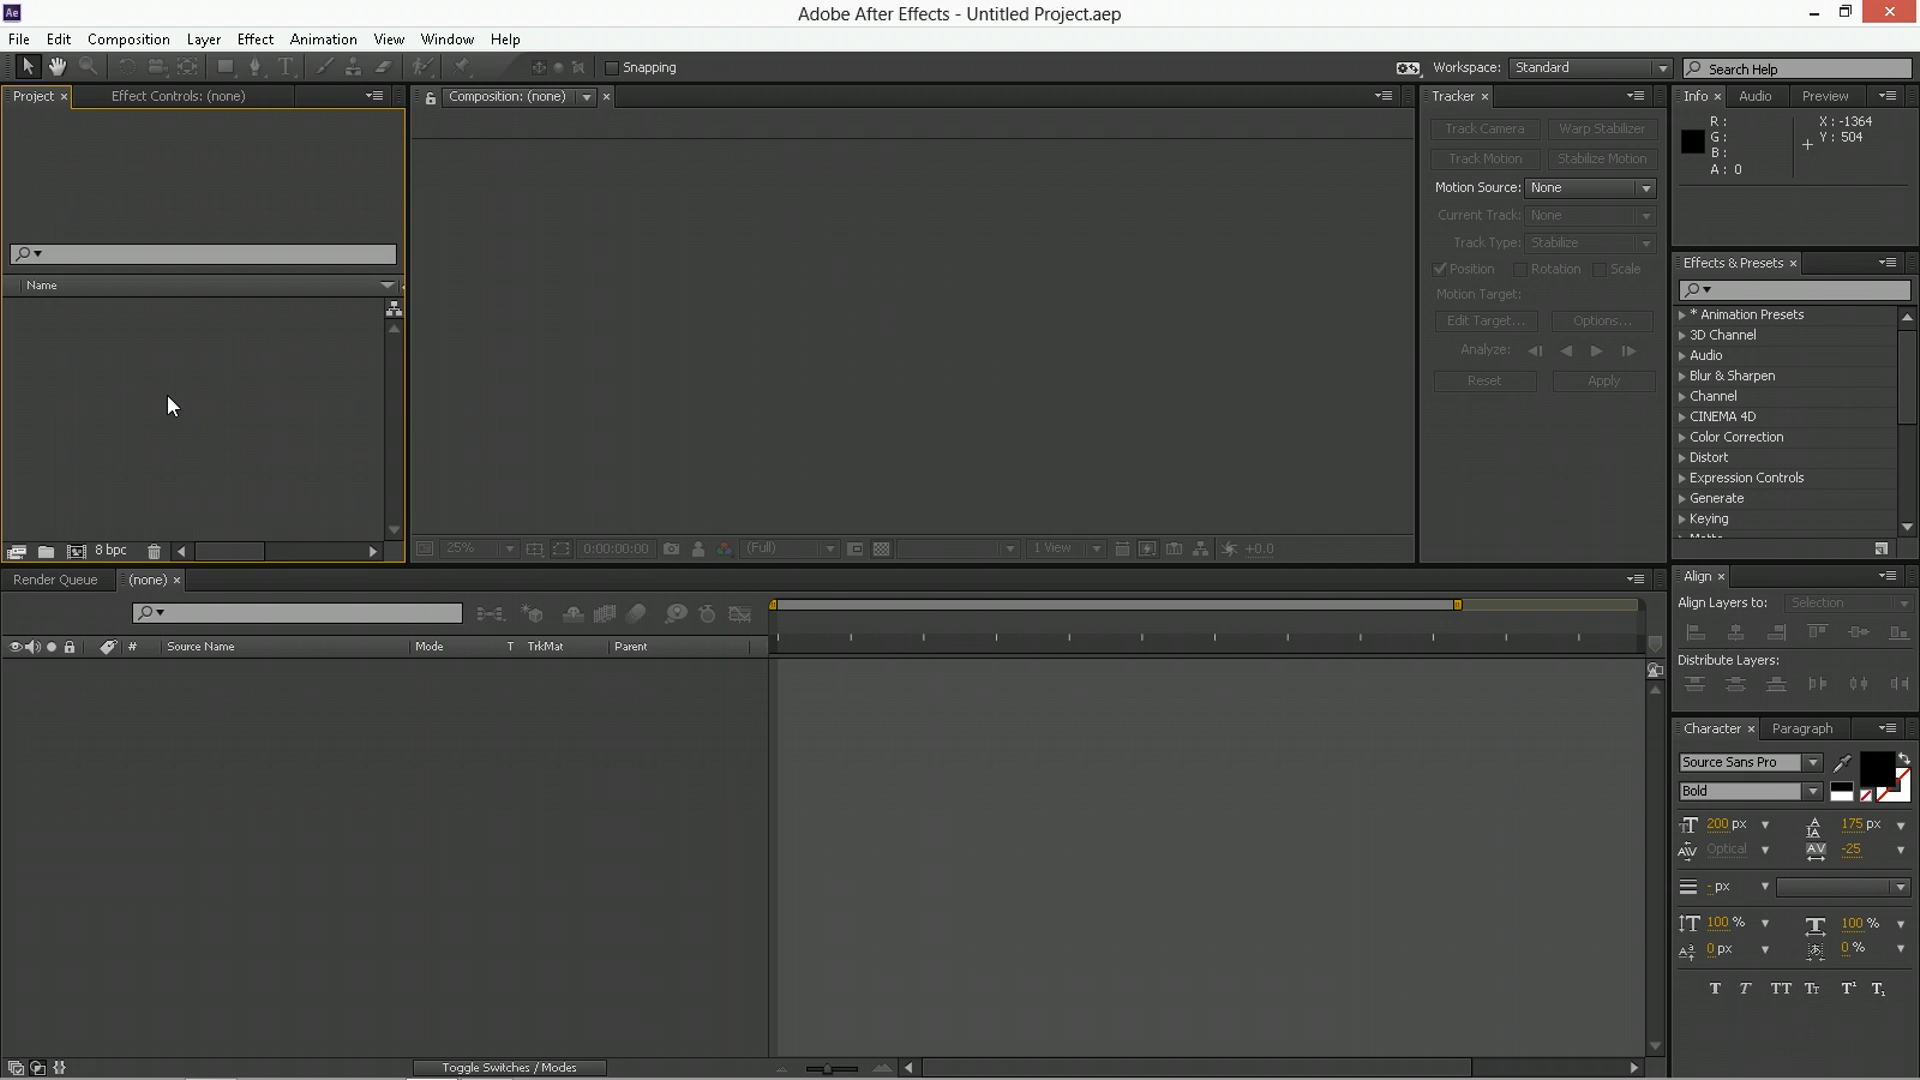 Ae
Adobe After Effects - Untitled Project.aep
File Edit Composition Layer Effect Animation View Window Help
Snapping
Workspace: Standard
Search Help
Project
Effect Controls: (none)
Name
8 bpc
Composition: (none)
25%
0:00:00:00
(Full)
1 View
+0.0
Tracker
Track Camera Warp Stabilizer
Track Motion Stabilize Motion
Motion Source: None
Current Track: None
Track Type: Stabilize
Position Rotation Scale
Motion Target:
Edit Target... Options...
Analyze:
Reset Apply
Info Audio Preview
R :
G :
B :
A : 0
X : -1364
Y : 504
Effects & Presets
* Animation Presets
3D Channel
Audio
Blur & Sharpen
Channel
CINEMA 4D
Color Correction
Distort
Expression Controls
Generate
Keying
Matte
Render Queue (none)
# Source Name Mode T TrkMat Parent
Toggle Switches / Modes
Align
Align Layers to: Selection
Distribute Layers:
Character Paragraph
Source Sans Pro
Bold
200 px 175 px
Optical -25
- px
100 % 100 %
0 px 0 %
T T TT Tт T¹ T₁